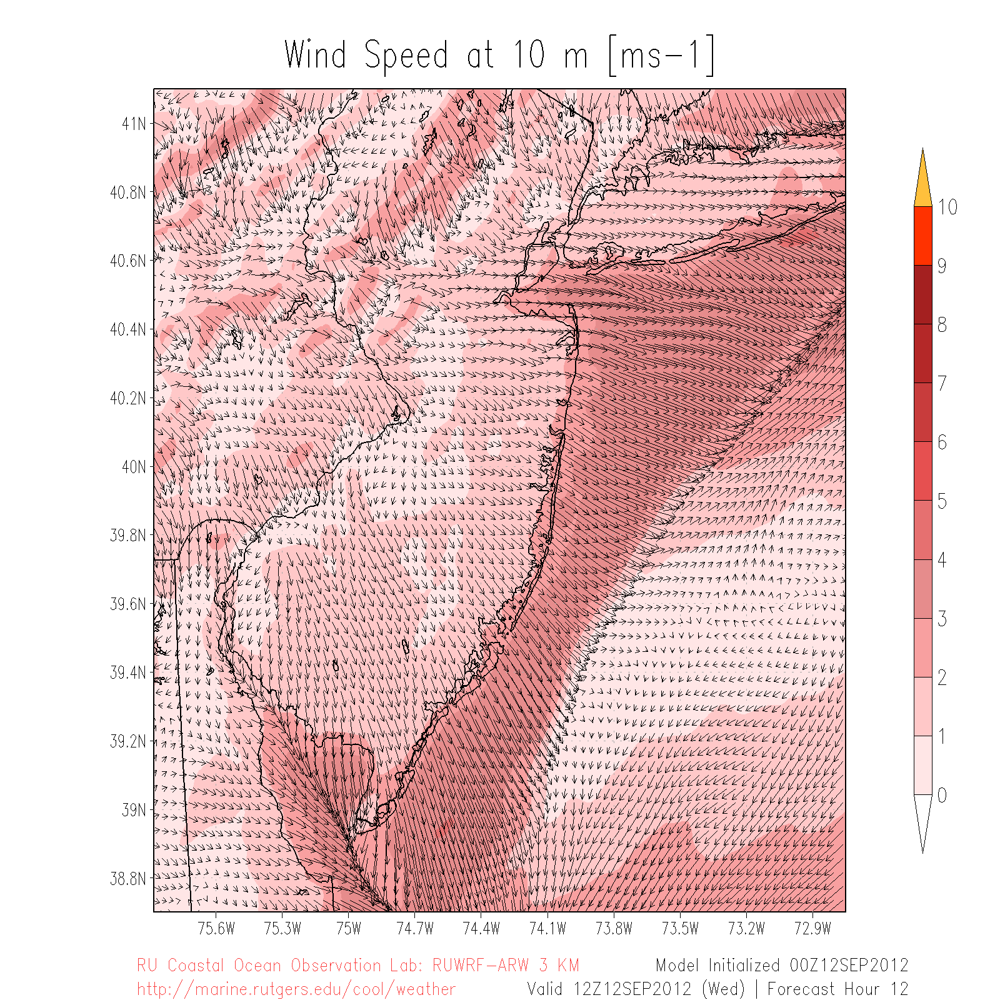 Wind Speed at 10 m [ms-1]
41N
40.8N
40.6N
40.4N
40.2N
40N
39.8N
39.6N
39.4N
39.2N
39N
38.8N
75.6W 75.3W 75W 74.7W 74.4W 74.1W 73.8W 73.5W 73.2W 72.9W
10
9
8
7
6
5
4
3
2
1
0
RU Coastal Ocean Observation Lab: RUWRF-ARW 3 KM
http://marine.rutgers.edu/cool/weather
Model Initialized 00Z12SEP2012
Valid 12Z12SEP2012 (Wed) | Forecast Hour 12